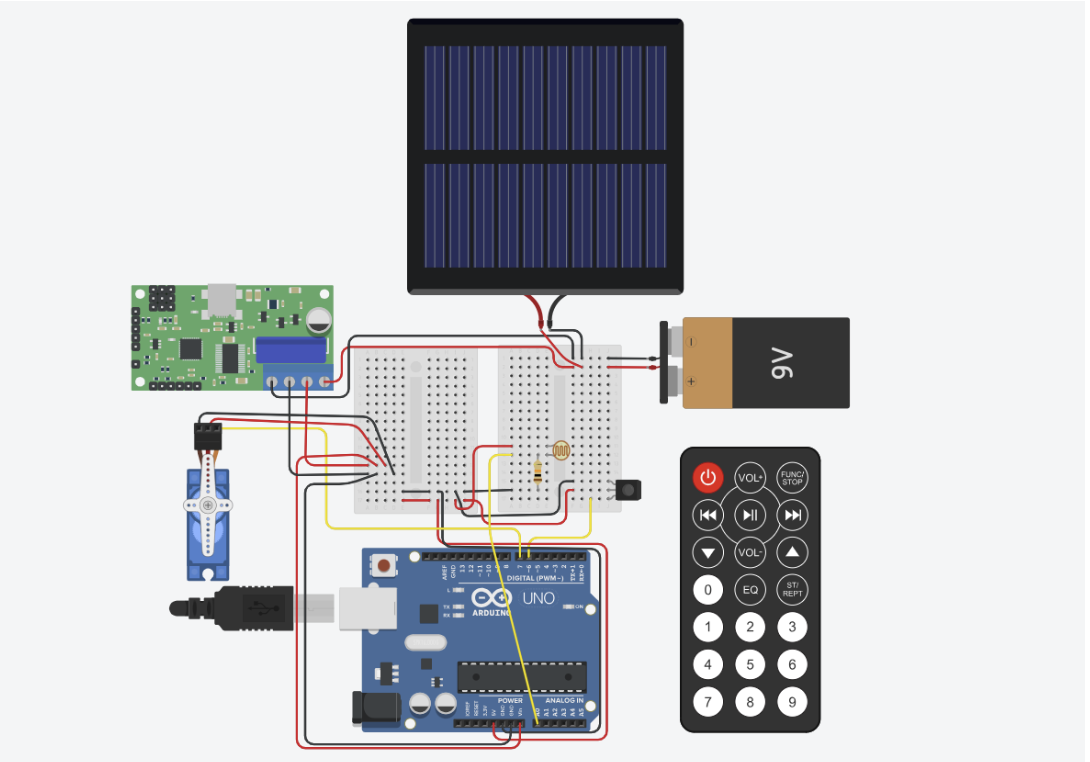 9V
−
+
VOL+
FUNC/
STOP
VOL-
0
EQ
ST/
REPT
1
2
3
4
5
6
7
8
9
AREF
GND
13
12
~11
~10
~9
8
7
~6
~5
4
~3
2
TX→1
RX←0
DIGITAL (PWM~)
L
TX
RX
UNO
ARDUINO
ON
POWER
ANALOG IN
IOREF
RESET
3.3V
5V
GND
GND
Vin
A0
A1
A2
A3
A4
A5